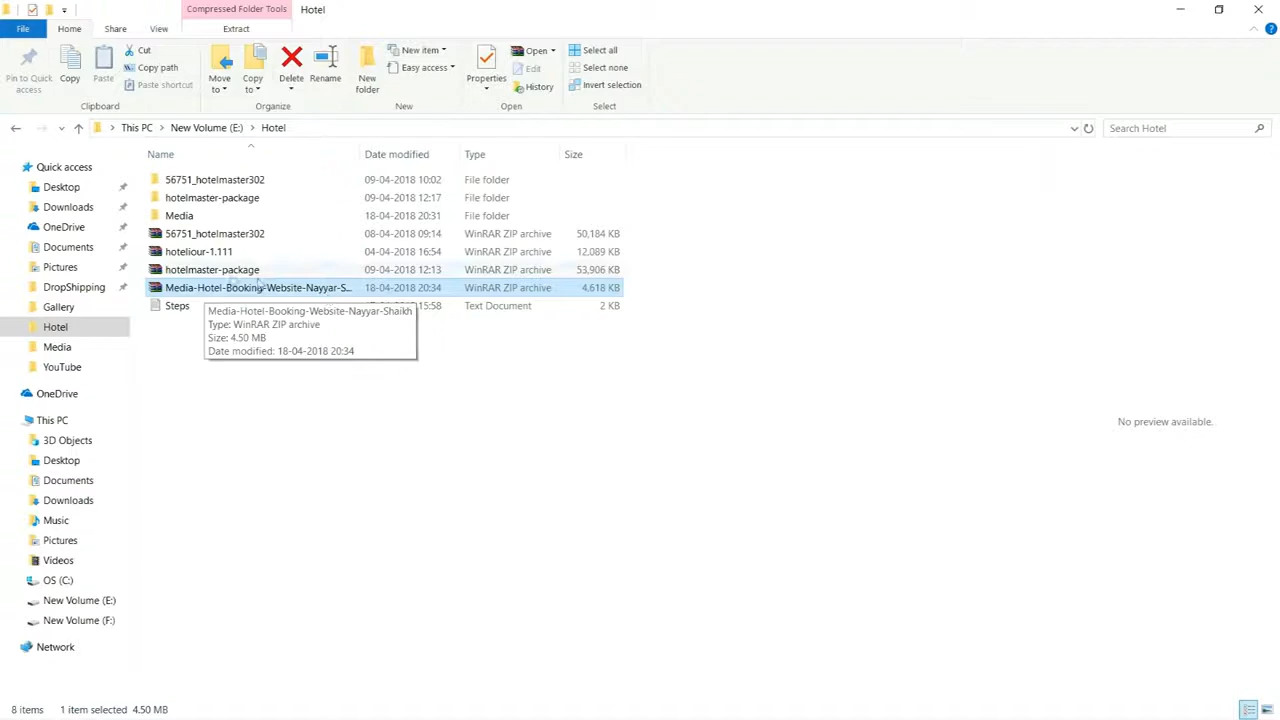 Compressed Folder Tools
Hotel
File
Home
Share
View
Extract
Pin to Quick access
Copy
Paste
Cut
Copy path
Paste shortcut
Clipboard
Move to
Copy to
Delete
Rename
Organize
New folder
New item
Easy access
New
Properties
Open
Edit
History
Open
Select all
Select none
Invert selection
Select
This PC > New Volume (E:) > Hotel
Search Hotel
Name Date modified Type Size
56751_hotelmaster302 09-04-2018 10:02 File folder
hotelmaster-package 09-04-2018 12:17 File folder
Media 18-04-2018 20:31 File folder
56751_hotelmaster302 08-04-2018 09:14 WinRAR ZIP archive 50,184 KB
hoteliour-1.111 04-04-2018 16:54 WinRAR ZIP archive 12,089 KB
hotelmaster-package 09-04-2018 12:13 WinRAR ZIP archive 53,906 KB
Media-Hotel-Booking-Website-Nayyar-S... 18-04-2018 20:34 WinRAR ZIP archive 4,618 KB
Steps 15:58 Text Document 2 KB
Media-Hotel-Booking-Website-Nayyar-Shaikh
Type: WinRAR ZIP archive
Size: 4.50 MB
Date modified: 18-04-2018 20:34
Quick access
Desktop
Downloads
OneDrive
Documents
Pictures
DropShipping
Gallery
Hotel
Media
YouTube
OneDrive
This PC
3D Objects
Desktop
Documents
Downloads
Music
Pictures
Videos
OS (C:)
New Volume (E:)
New Volume (F:)
Network
No preview available.
8 items 1 item selected 4.50 MB